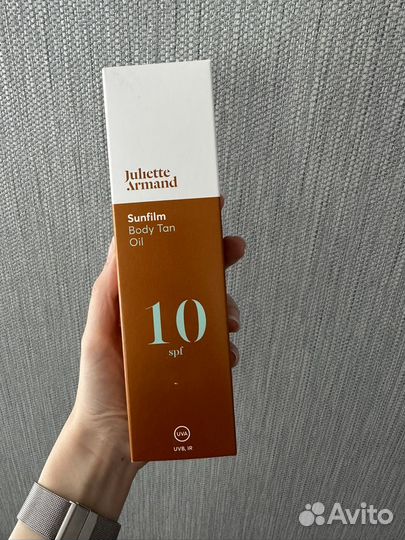 Juliette
Armand
Sunfilm
Body Tan
Oil
10
spf
UVA
UVB, IR
Avito